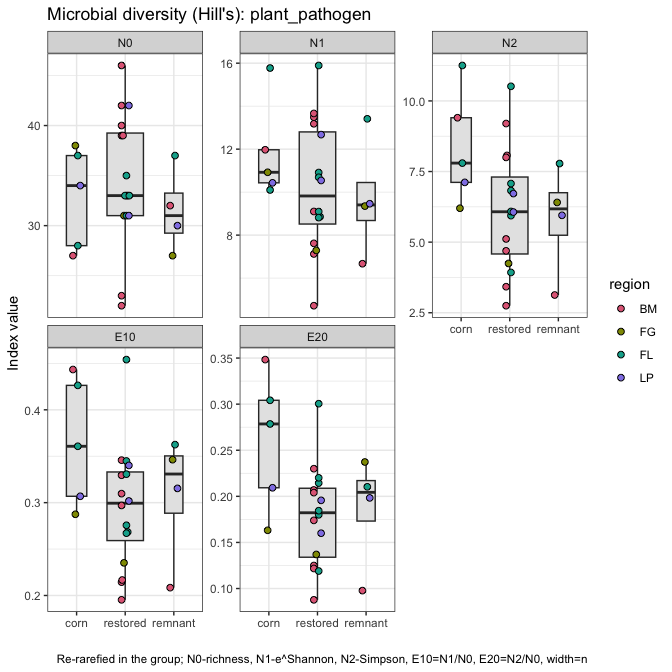 Microbial diversity (Hill's): plant_pathogen
N0
N1
N2
40
30
16
12
8
10.0
7.5
5.0
2.5
corn restored remnant
Index value
E10
E20
0.4
0.3
0.2
0.35
0.30
0.25
0.20
0.15
0.10
corn restored remnant
corn restored remnant
region
BM
FG
FL
LP
Re-rarefied in the group; N0-richness, N1-e^Shannon, N2-Simpson, E10=N1/N0, E20=N2/N0, width=n